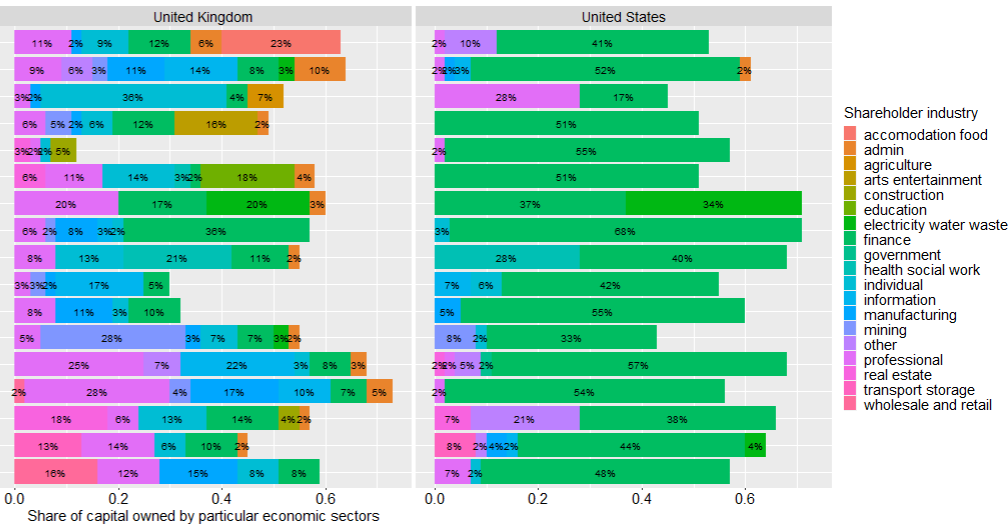 United Kingdom United States
11% 2% 9% 12% 6% 23% 2% 10% 41%
9% 6% 3% 11% 14% 8% 3% 10% 2% 2% 3% 52% 2%
3% 2% 36% 4% 7% 28% 17%
6% 5% 2% 6% 12% 16% 2% 51%
3% 2% 2% 5% 2% 55%
6% 11% 14% 3% 2% 18% 4% 51%
20% 17% 20% 3% 37% 34%
6% 2% 8% 3% 2% 36% 3% 68%
8% 13% 21% 11% 2% 28% 40%
3% 3% 2% 17% 5% 7% 6% 42%
8% 11% 3% 10% 5% 55%
5% 28% 3% 7% 7% 3% 2% 8% 2% 33%
25% 7% 22% 3% 8% 3% 2% 2% 5% 2% 57%
2% 28% 4% 17% 10% 7% 5% 2% 54%
18% 6% 13% 14% 4% 2% 7% 21% 38%
13% 14% 6% 10% 2% 8% 2% 4% 2% 44% 4%
16% 12% 15% 8% 8% 7% 2% 48%
0.0 0.2 0.4 0.6 0.0 0.2 0.4 0.6
Share of capital owned by particular economic sectors
Shareholder industry
accomodation food
admin
agriculture
arts entertainment
construction
education
electricity water waste
finance
government
health social work
individual
information
manufacturing
mining
other
professional
real estate
transport storage
wholesale and retail